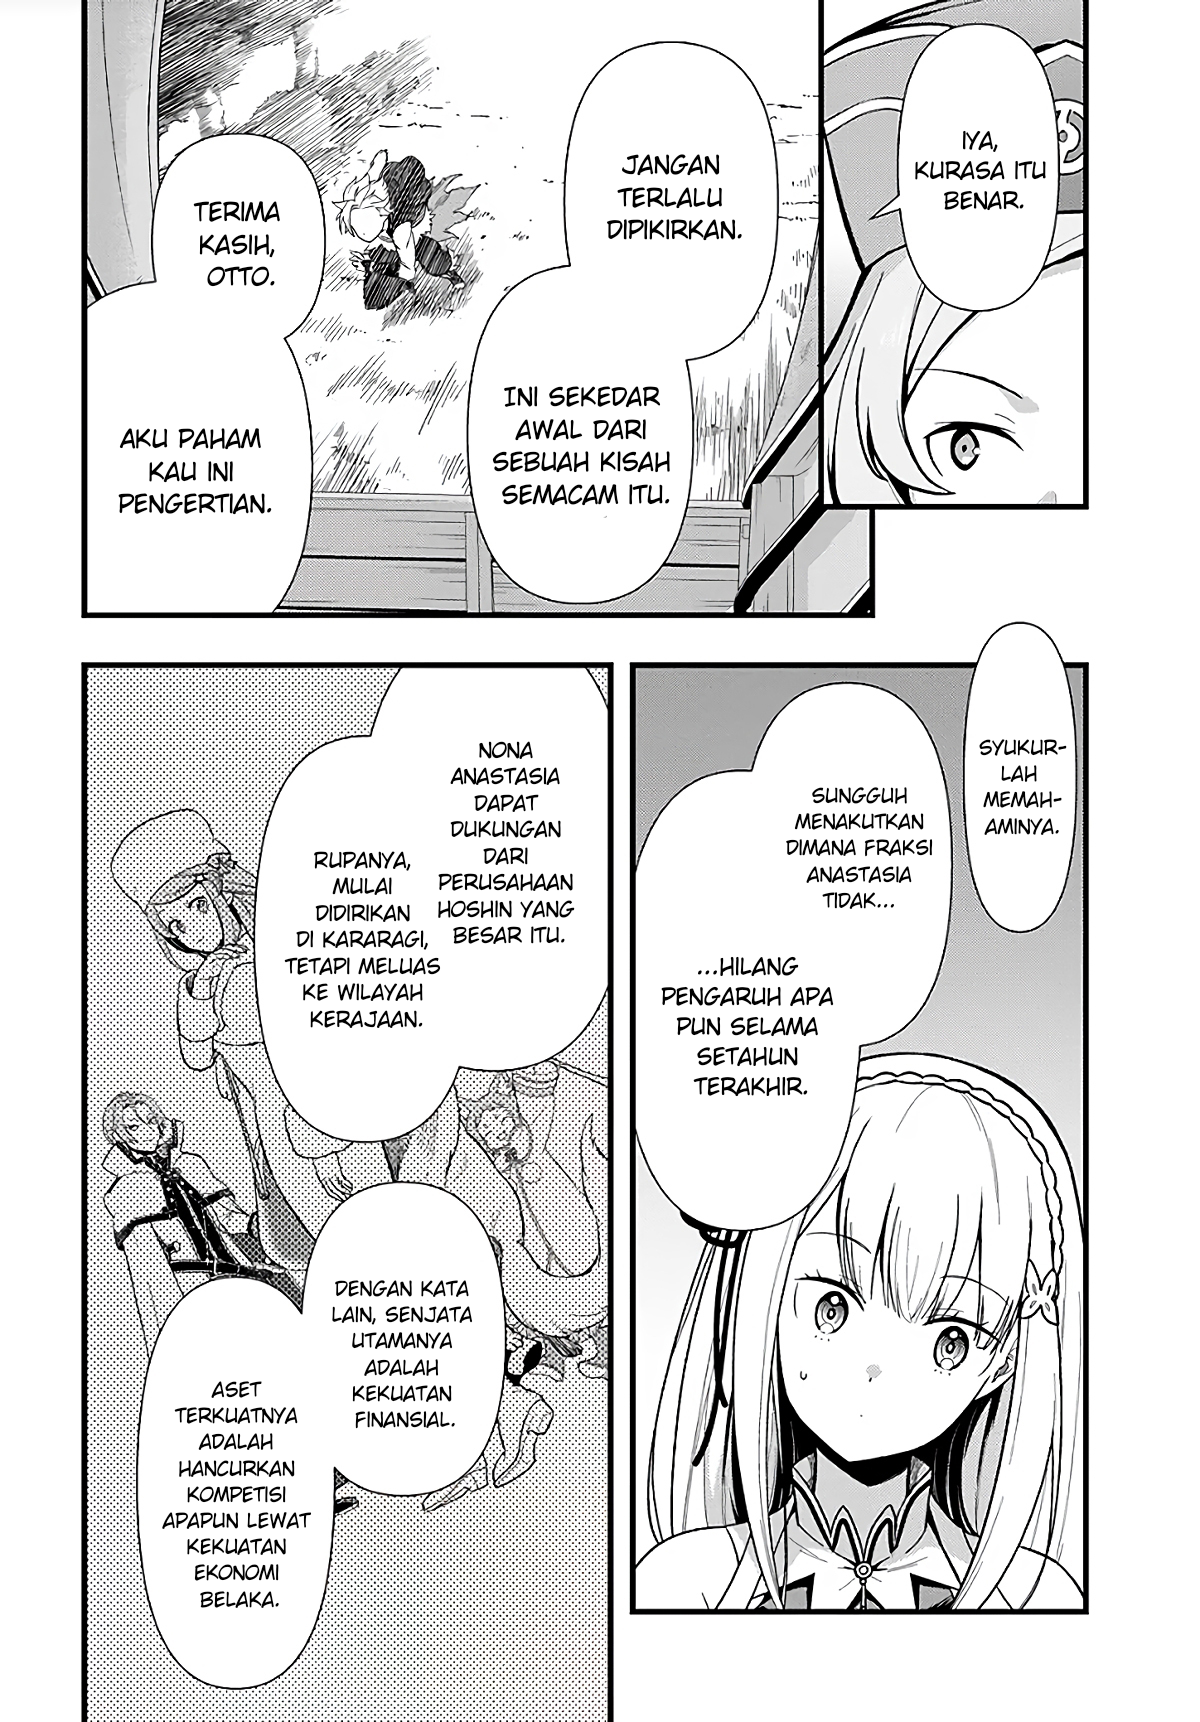 IYA,
KURASA ITU
BENAR.
JANGAN
TERLALU
DIPIKIRKAN.
INI SEKEDAR
AWAL DARI
SEBUAH KISAH
SEMACAM ITU.
TERIMA
KASIH,
OTTO.
AKU PAHAM
KAU INI
PENGERTIAN.
SYUKUR-
LAH
MEMAH-
AMINYA.
SUNGGUH
MENAKUTKAN
DIMANA FRAKSI
ANASTASIA
TIDAK...
...HILANG
PENGARUH APA
PUN SELAMA
SETAHUN
TERAKHIR.
NONA
ANASTASIA
DAPAT
DUKUNGAN
DARI
PERUSAHAAN
HOSHIN YANG
BESAR ITU.
RUPANYA,
MULAI
DIDIRIKAN
DI KARARAGI,
TETAPI MELUAS
KE WILAYAH
KERAJAAN.
DENGAN KATA
LAIN, SENJATA
UTAMANYA
ADALAH
KEKUATAN
FINANSIAL.
ASET
TERKUATNYA
ADALAH
HANCURKAN
KOMPETISI
APAPUN LEWAT
KEKUATAN
EKONOMI
BELAKA.